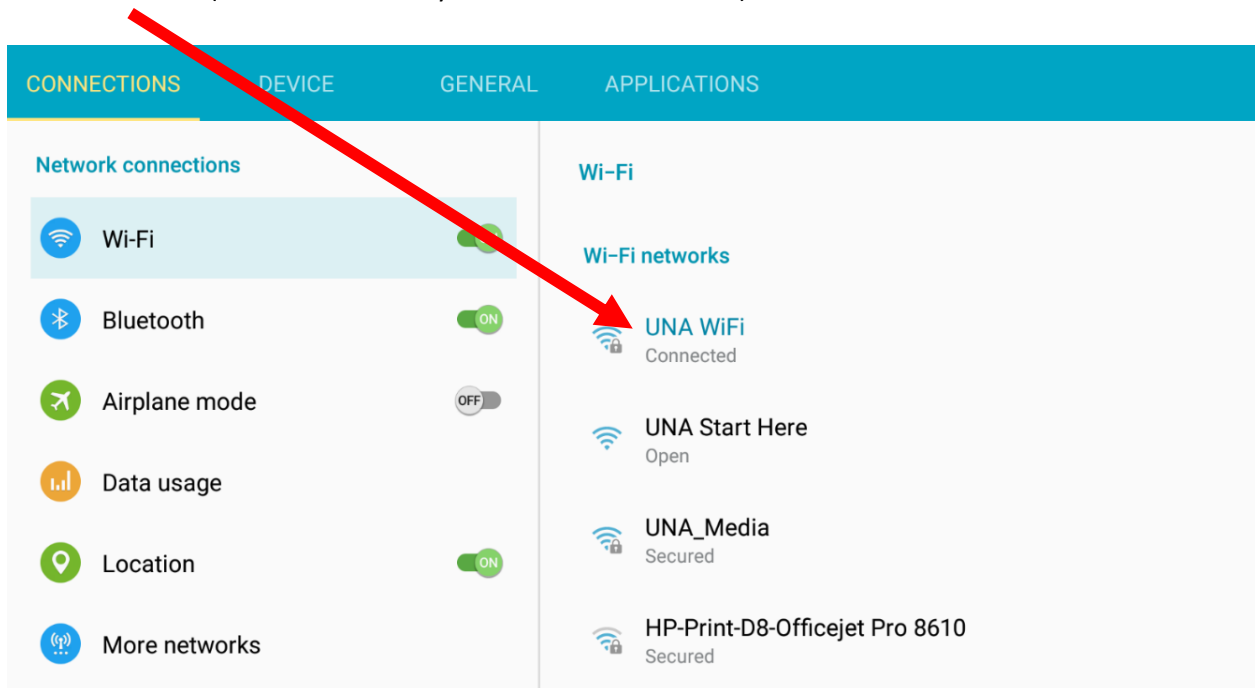 CONNECTIONS DEVICE GENERAL APPLICATIONS
Network connections
Wi-Fi
Bluetooth ON
Airplane mode OFF
Data usage
Location ON
More networks
Wi-Fi
Wi-Fi networks
UNA WiFi
Connected
UNA Start Here
Open
UNA_Media
Secured
HP-Print-D8-Officejet Pro 8610
Secured